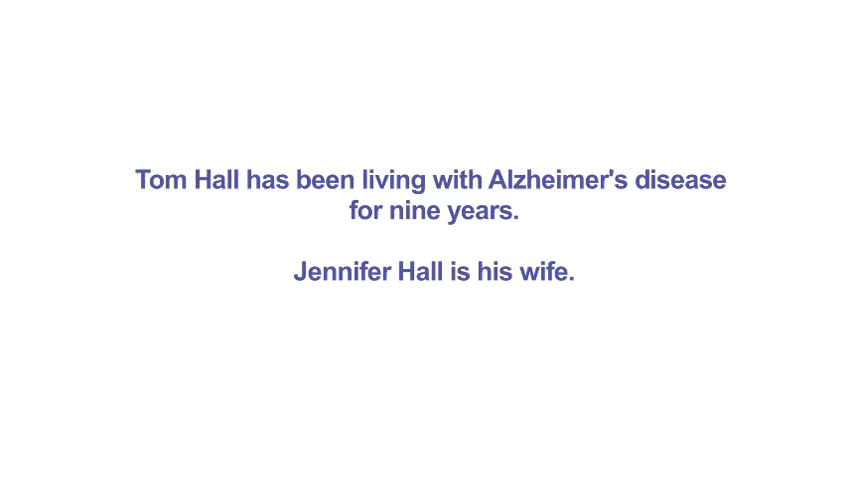 Tom Hall has been living with Alzheimer's disease
for nine years.
Jennifer Hall is his wife.